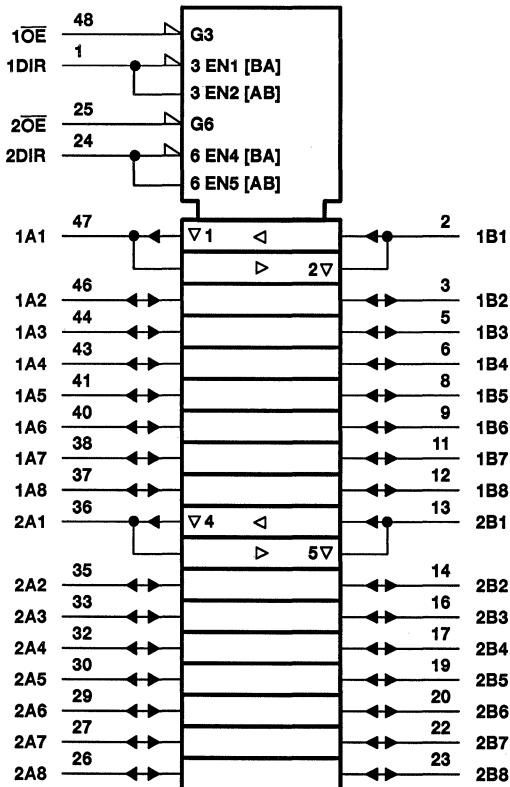 1OE 48 G3
1DIR 1 3 EN1 [BA]
3 EN2 [AB]
2OE 25 G6
2DIR 24 6 EN4 [BA]
6 EN5 [AB]
1A1 47 ▽1 ◁ 2 1B1
▷ 2▽
1A2 46 3 1B2
1A3 44 5 1B3
1A4 43 6 1B4
1A5 41 8 1B5
1A6 40 9 1B6
1A7 38 11 1B7
1A8 37 12 1B8
2A1 36 ▽4 ◁ 13 2B1
▷ 5▽
2A2 35 14 2B2
2A3 33 16 2B3
2A4 32 17 2B4
2A5 30 19 2B5
2A6 29 20 2B6
2A7 27 22 2B7
2A8 26 23 2B8